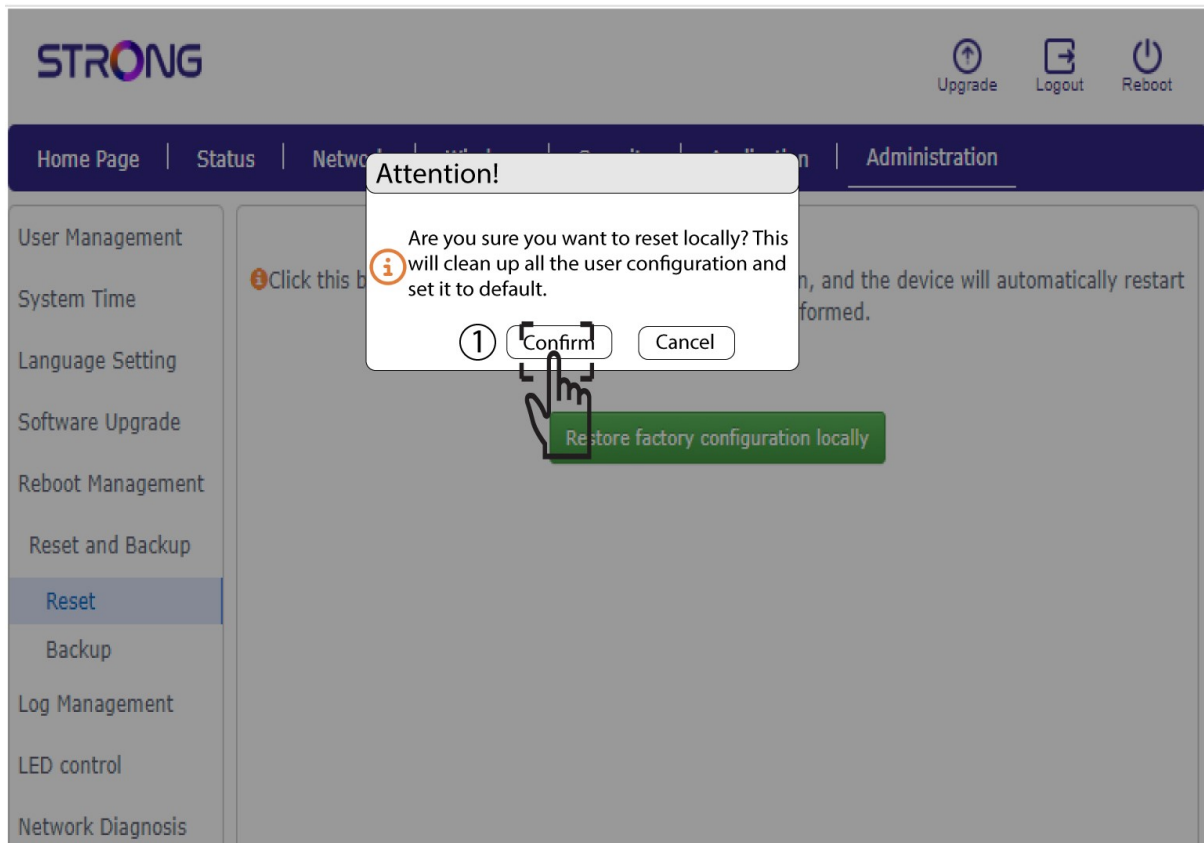 STRONG
Upgrade Logout Reboot
Home Page Status Netwo n Administration
Attention!
Are you sure you want to reset locally? This
will clean up all the user configuration and
set it to default.
① Confirm Cancel
User Management
System Time
Language Setting
Software Upgrade
Reboot Management
Reset and Backup
Reset
Backup
Log Management
LED control
Network Diagnosis
Click this b n, and the device will automatically restart
formed.
Restore factory configuration locally